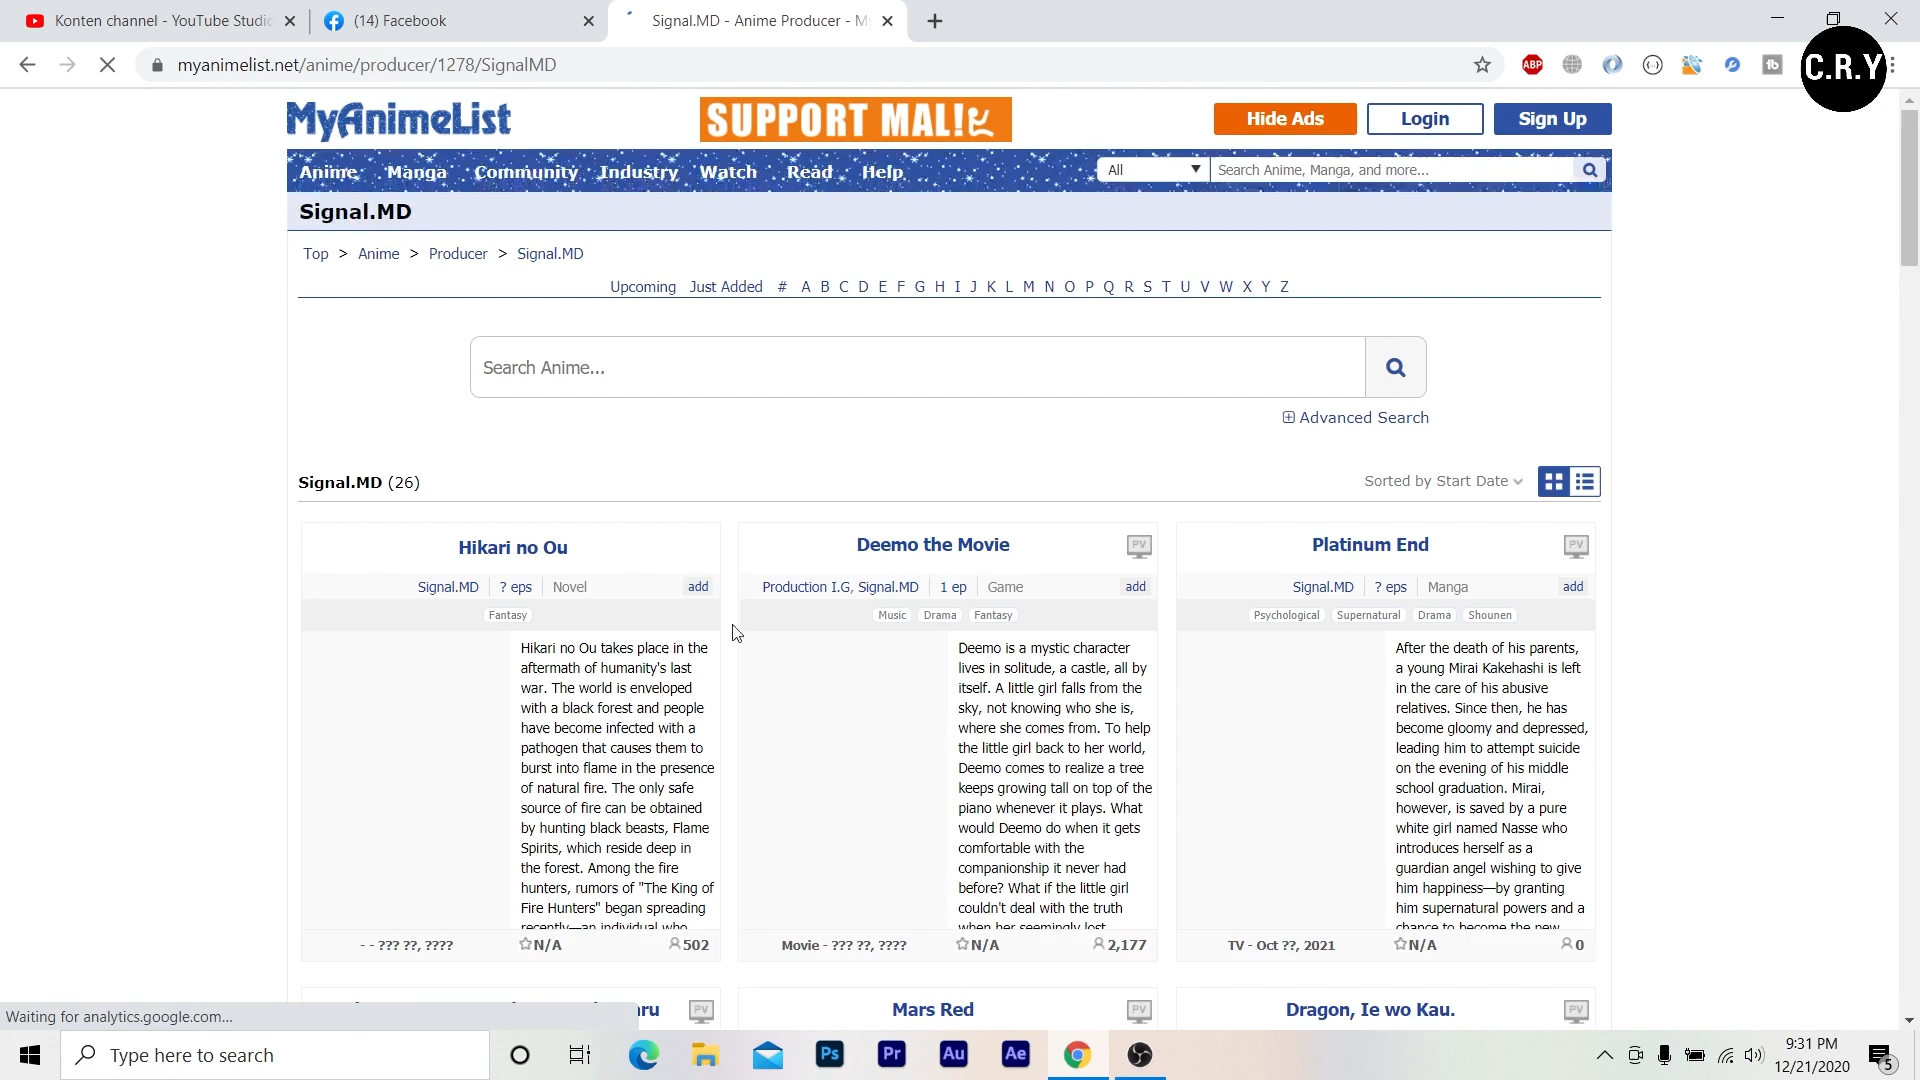 Konten channel - YouTube Studio
(14) Facebook
Signal.MD - Anime Producer - M
myanimelist.net/anime/producer/1278/SignalMD
ABP
C.R.Y
MyAnimeList
SUPPORT MAL!
Hide Ads
Login
Sign Up
Anime Manga Community Industry Watch Read Help
All
Search Anime, Manga, and more...
Signal.MD
Top > Anime > Producer > Signal.MD
Upcoming Just Added # A B C D E F G H I J K L M N O P Q R S T U V W X Y Z
Search Anime...
Advanced Search
Signal.MD (26)
Sorted by Start Date
Hikari no Ou
Signal.MD ? eps Novel add
Fantasy
Hikari no Ou takes place in the
aftermath of humanity's last
war. The world is enveloped
with a black forest and people
have become infected with a
pathogen that causes them to
burst into flame in the presence
of natural fire. The only safe
source of fire can be obtained
by hunting black beasts, Flame
Spirits, which reside deep in
the forest. Among the fire
hunters, rumors of "The King of
Fire Hunters" began spreading
recently—an individual who
- - ??? ??, ???? N/A 502
Deemo the Movie
PV
Production I.G, Signal.MD 1 ep Game add
Music Drama Fantasy
Deemo is a mystic character
lives in solitude, a castle, all by
itself. A little girl falls from the
sky, not knowing who she is,
where she comes from. To help
the little girl back to her world,
Deemo comes to realize a tree
keeps growing tall on top of the
piano whenever it plays. What
would Deemo do when it gets
comfortable with the
companionship it never had
before? What if the little girl
couldn't deal with the truth
when her seemingly lost
Movie - ??? ??, ???? N/A 2,177
Platinum End
PV
Signal.MD ? eps Manga add
Psychological Supernatural Drama Shounen
After the death of his parents,
a young Mirai Kakehashi is left
in the care of his abusive
relatives. Since then, he has
become gloomy and depressed,
leading him to attempt suicide
on the evening of his middle
school graduation. Mirai,
however, is saved by a pure
white girl named Nasse who
introduces herself as a
guardian angel wishing to give
him happiness—by granting
him supernatural powers and a
chance to become the new
TV - Oct ??, 2021 N/A 0
PV
Mars Red
PV
Dragon, Ie wo Kau.
PV
Waiting for analytics.google.com...
Type here to search
Ps
Pr
Au
Ae
9:31 PM
12/21/2020
5